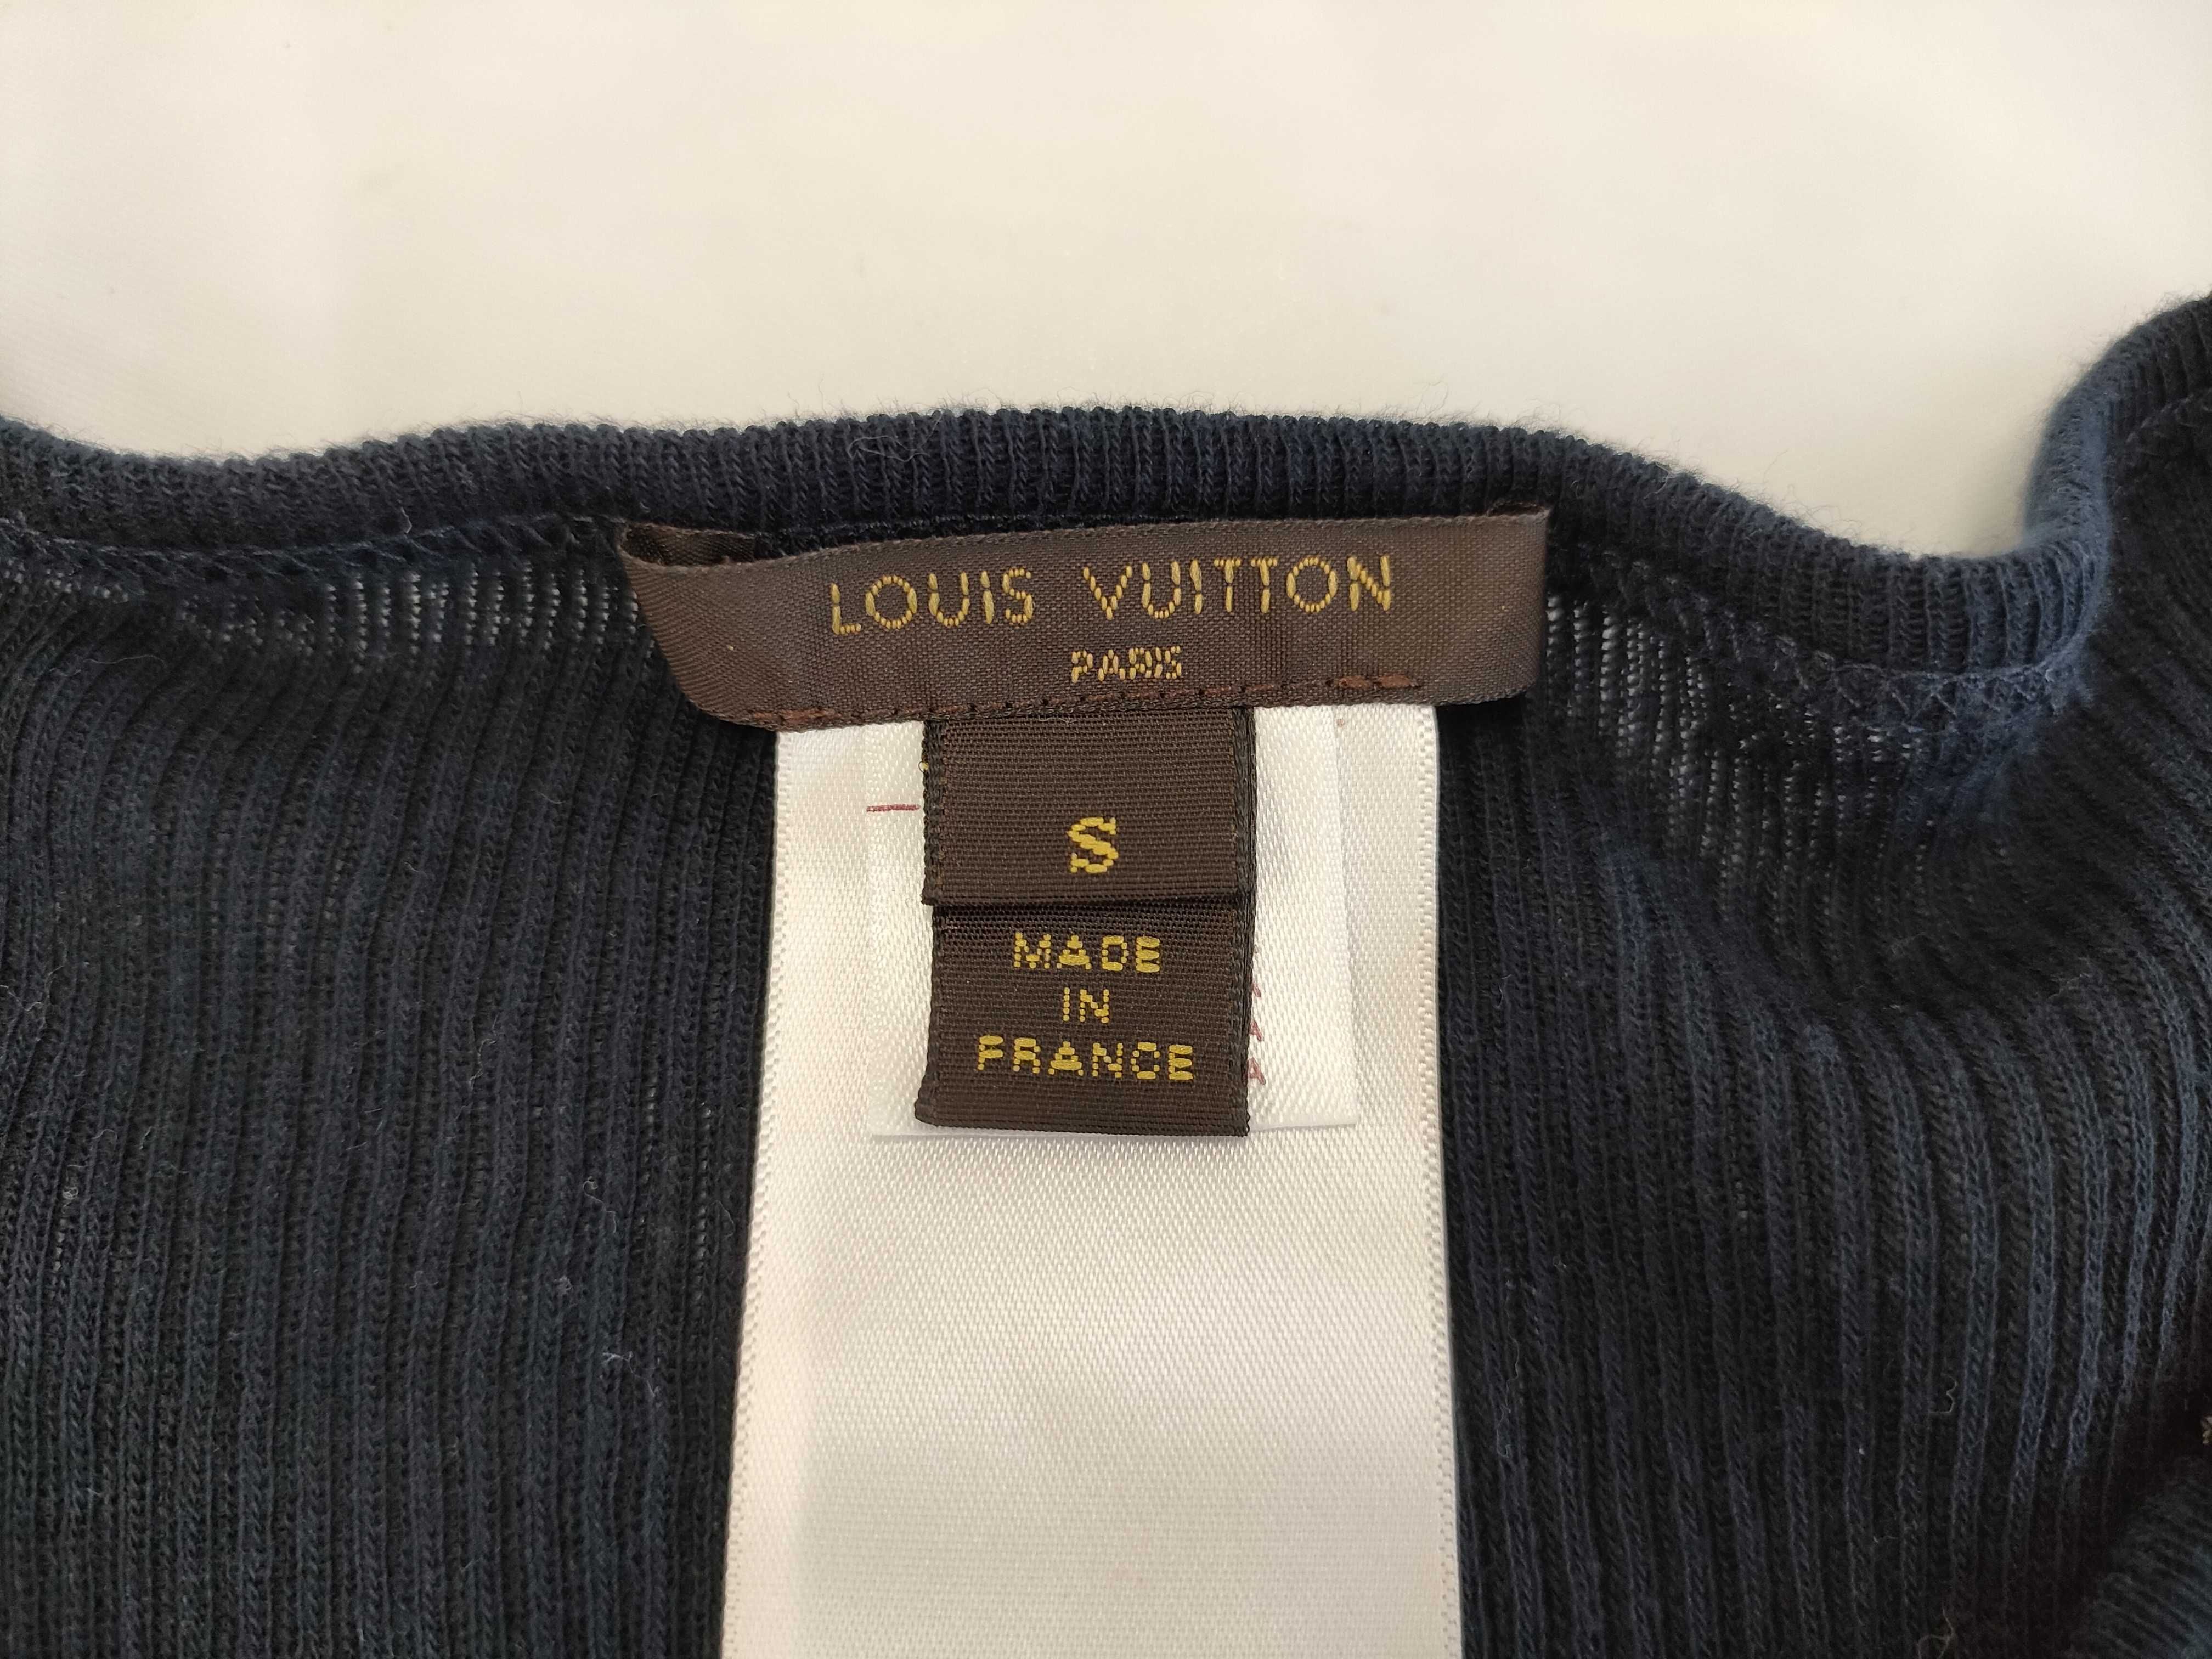 LOUIS VUITTON
PARIS
S
MADE
IN
FRANCE